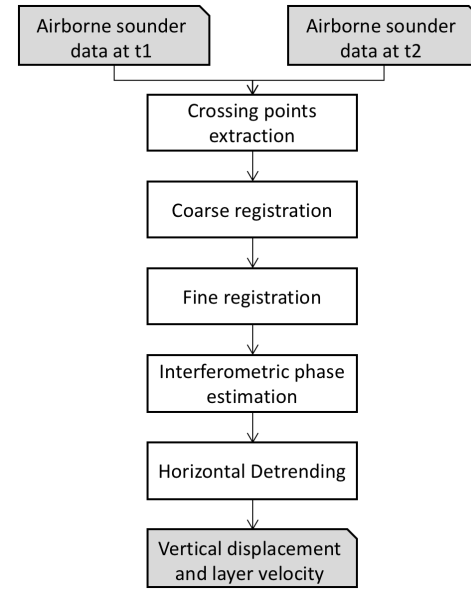 Airborne sounder
data at t1
Airborne sounder
data at t2
Crossing points
extraction
Coarse registration
Fine registration
Interferometric phase
estimation
Horizontal Detrending
Vertical displacement
and layer velocity